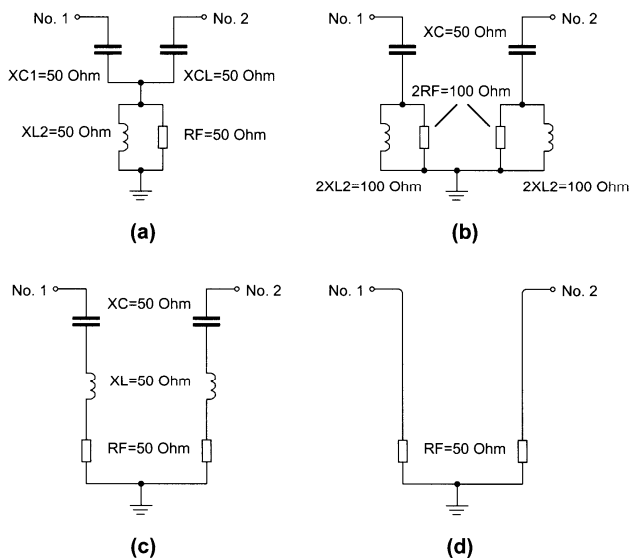 No. 1
No. 2
XC1=50 Ohm
XCL=50 Ohm
XL2=50 Ohm
RF=50 Ohm
(a)
No. 1
No. 2
XC=50 Ohm
2RF=100 Ohm
2XL2=100 Ohm
2XL2=100 Ohm
(b)
No. 1
No. 2
XC=50 Ohm
XL=50 Ohm
RF=50 Ohm
(c)
No. 1
No. 2
RF=50 Ohm
(d)